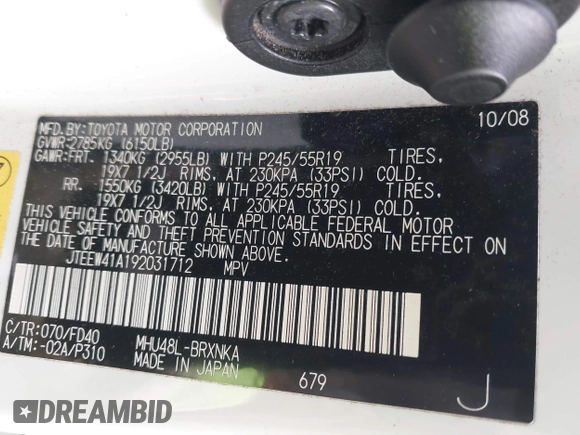 MFD.BY:TOYOTA MOTOR CORPORATION 10/08
GVWR:2785KG (6150LB)
GAWR:FRT. 1340KG (2955LB) WITH P245/55R19 TIRES,
19X7 1/2J RIMS, AT 230KPA (33PSI) COLD.
RR. 1550KG (3420LB) WITH P245/55R19 TIRES,
19X7 1/2J RIMS, AT 230KPA (33PSI) COLD.
THIS VEHICLE CONFORMS TO ALL APPLICABLE FEDERAL MOTOR
VEHICLE SAFETY AND THEFT PREVENTION STANDARDS IN EFFECT ON
THE DATE OF MANUFACTURE SHOWN ABOVE.
JTEEW41A192031712 MPV
C/TR:070/FD40 MHU48L-BRXNKA
A/TM:-02A/P310 MADE IN JAPAN
679 J
DREAMBID